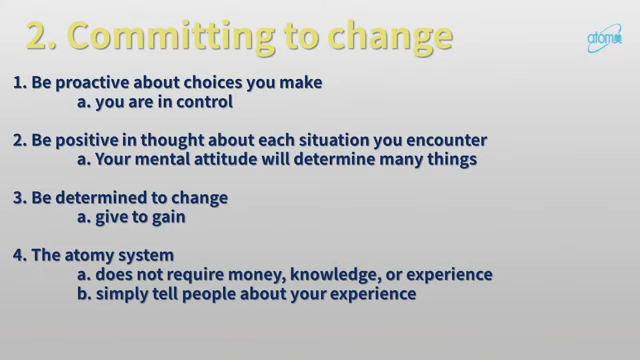 2. Committing to change
atomy
1. Be proactive about choices you make
a. you are in control
2. Be positive in thought about each situation you encounter
a. Your mental attitude will determine many things
3. Be determined to change
a. give to gain
4. The atomy system
a. does not require money, knowledge, or experience
b. simply tell people about your experience